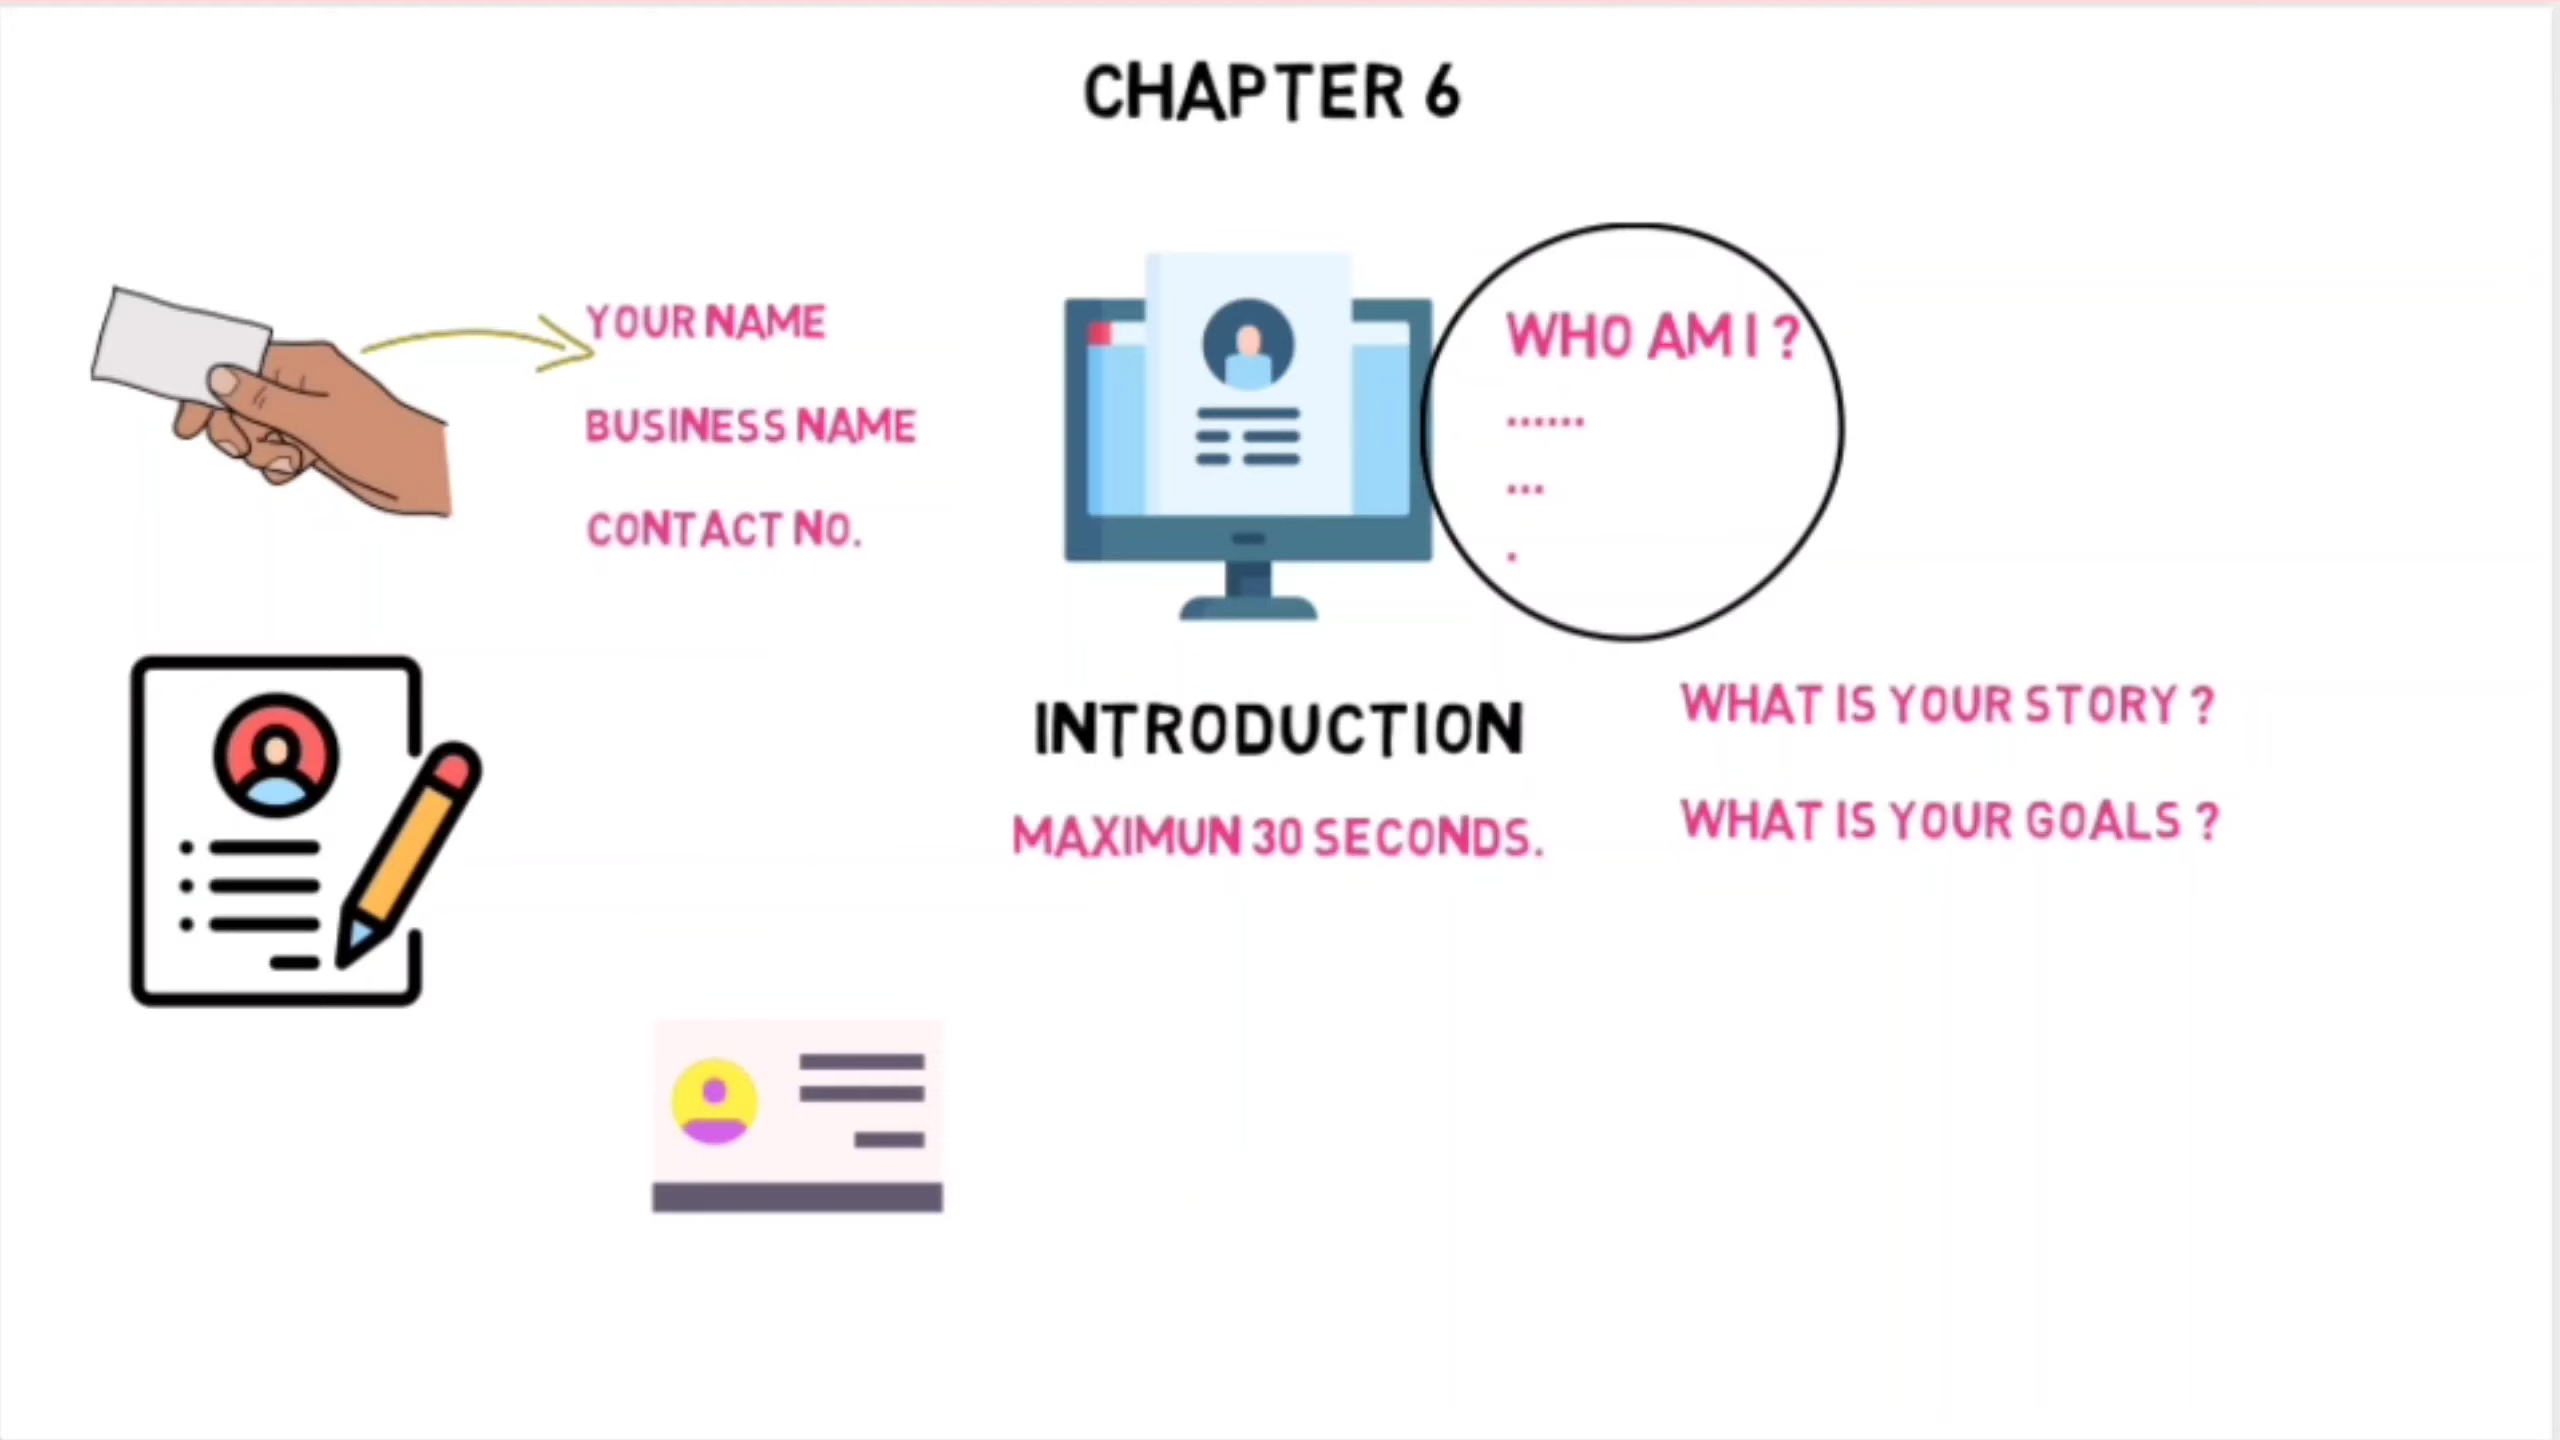 CHAPTER 6
YOUR NAME
BUSINESS NAME
CONTACT NO.
WHO AM I ?
......
...
.
INTRODUCTION
MAXIMUN 30 SECONDS.
WHAT IS YOUR STORY ?
WHAT IS YOUR GOALS ?